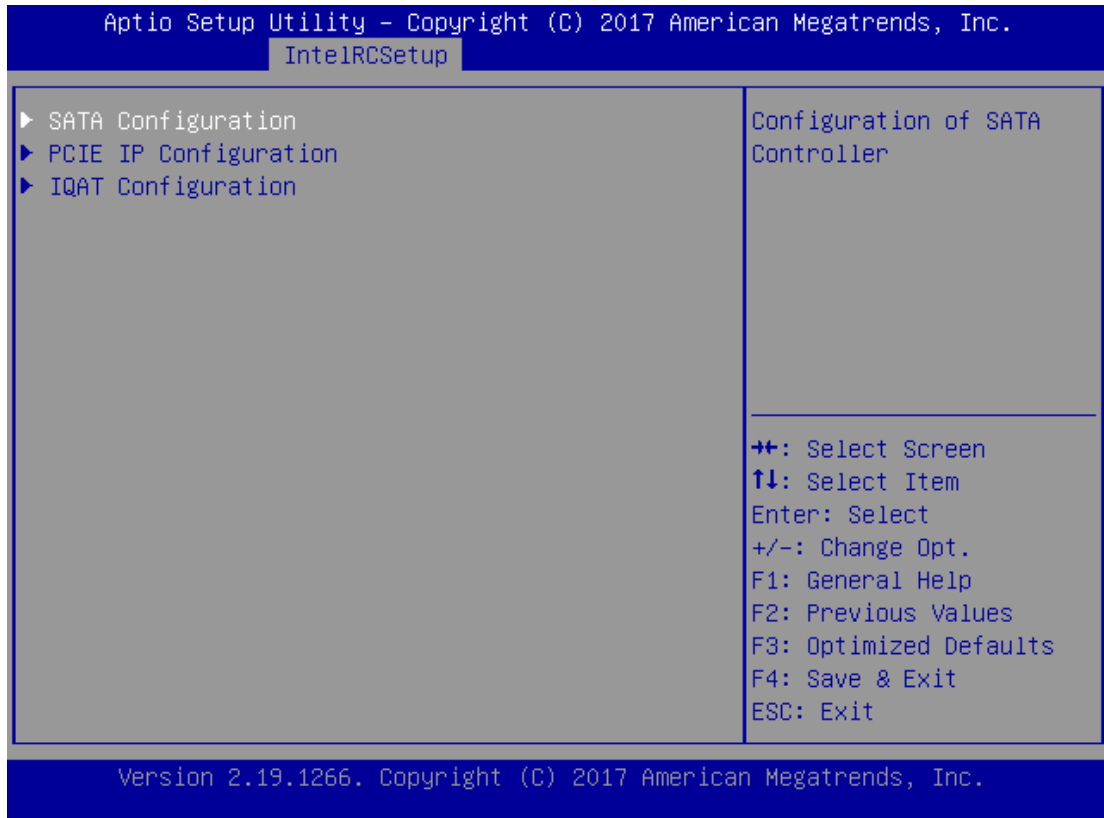 Aptio Setup Utility – Copyright (C) 2017 American Megatrends, Inc.
IntelRCSetup
▶ SATA Configuration
▶ PCIE IP Configuration
▶ IQAT Configuration
Configuration of SATA
Controller
→←: Select Screen
↑↓: Select Item
Enter: Select
+/-: Change Opt.
F1: General Help
F2: Previous Values
F3: Optimized Defaults
F4: Save & Exit
ESC: Exit
Version 2.19.1266. Copyright (C) 2017 American Megatrends, Inc.